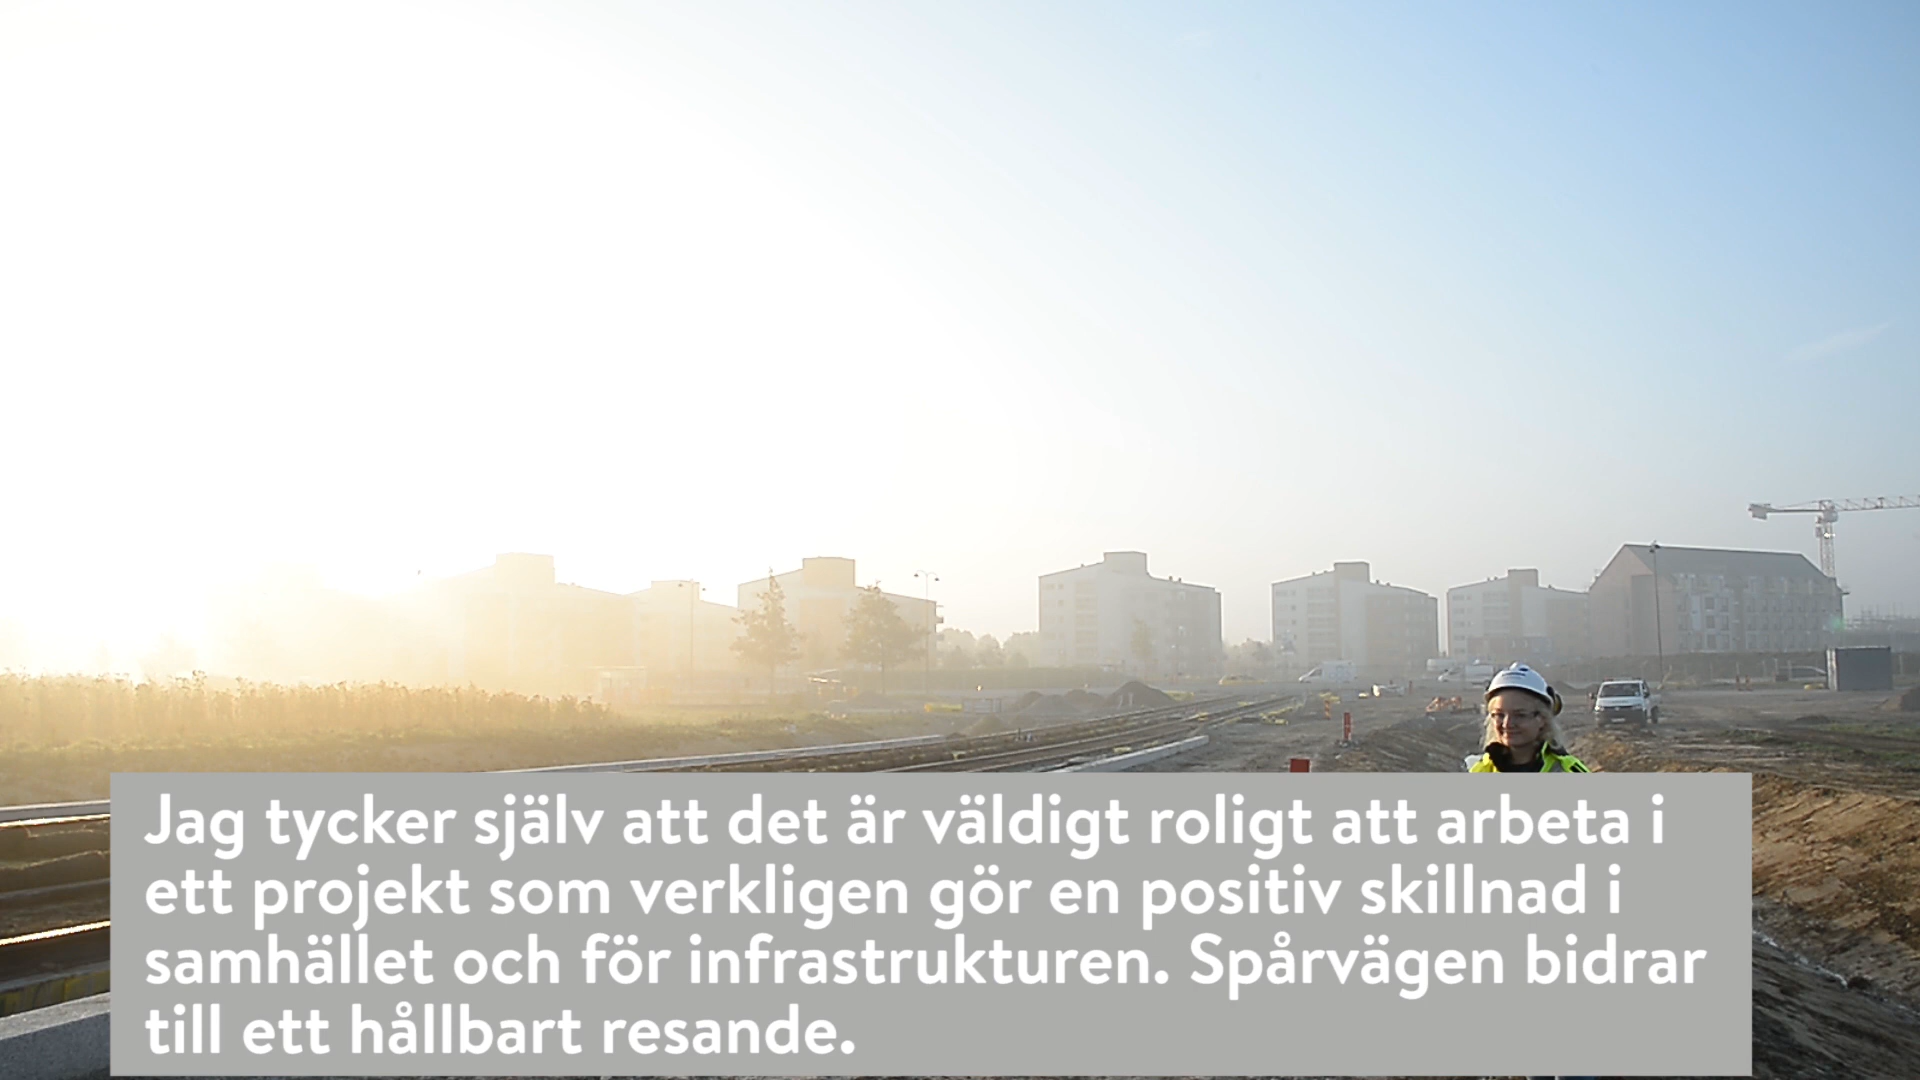 Jag tycker själv att det är väldigt roligt att arbeta i
ett projekt som verkligen gör en positiv skillnad i
samhället och för infrastrukturen. Spårvägen bidrar
till ett hållbart resande.